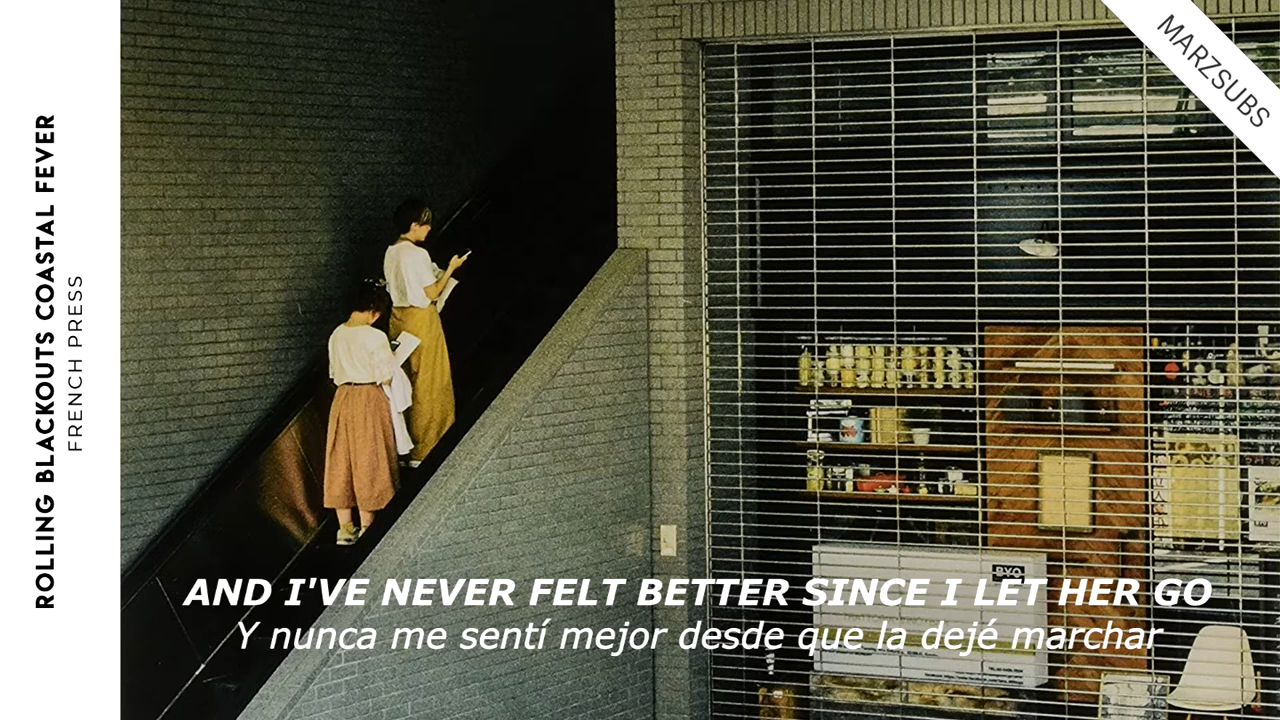 ROLLING BLACKOUTS COASTAL FEVER
FRENCH PRESS
MARZSUBS
BYO
AND I'VE NEVER FELT BETTER SINCE I LET HER GO
Y nunca me sentí mejor desde que la dejé marchar